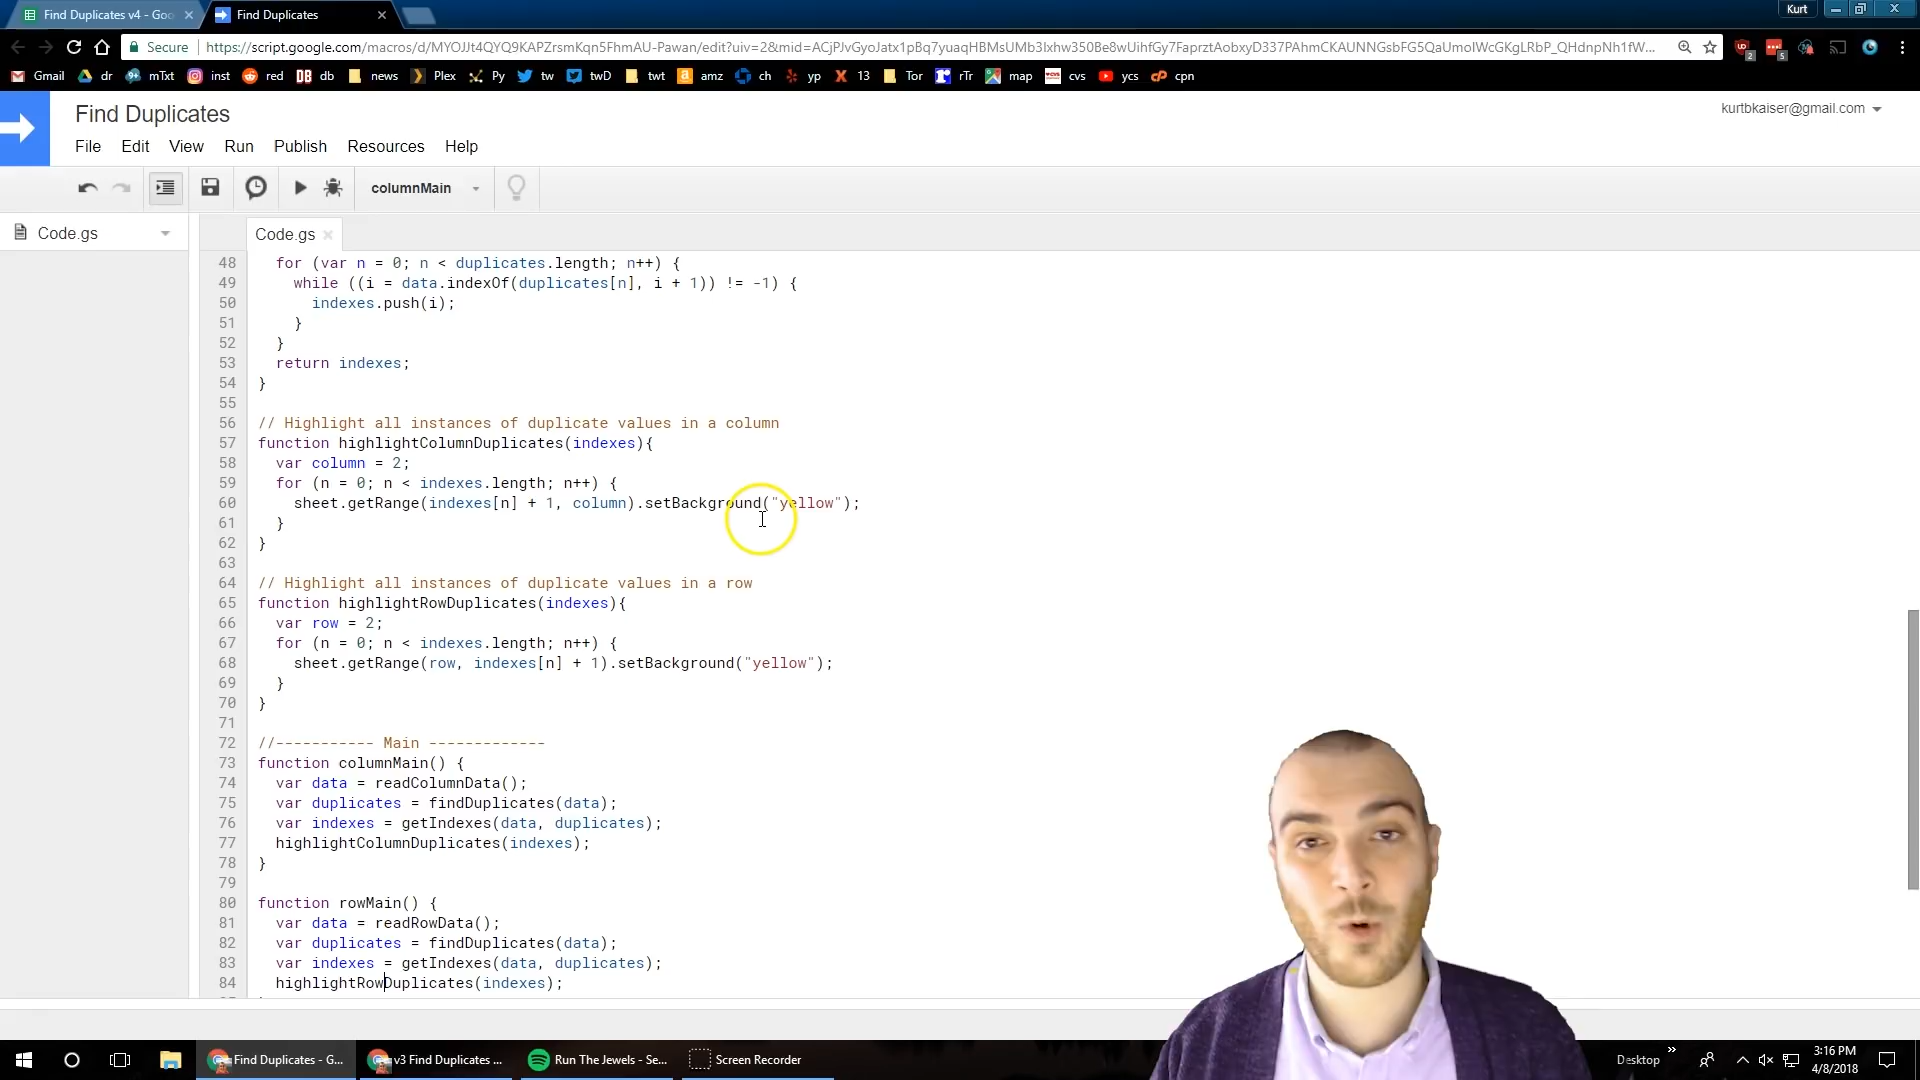 Find Duplicates v4 - Goo
Find Duplicates
Kurt
Secure
https://script.google.com/macros/d/MYOJJt4QYQ9KAPZrsmKqn5FhmAU-Pawan/edit?uiv=2&mid=ACjPJvGyoJatx1pBq7yuaqHBMsUMb3Ixhw350Be8wUihfGy7FaprztAobxyD337PAhmCKAUNNGsbFG5QaUmoIWcGKgLRbP_QHdnpNh1fW...
Gmail dr mTxt inst red db news Plex Py tw twD twt amz ch yp 13 Tor rTr map cvs ycs cpn
Find Duplicates
kurtbkaiser@gmail.com
File Edit View Run Publish Resources Help
columnMain
Code.gs
Code.gs
48 for (var n = 0; n < duplicates.length; n++) {
49 while ((i = data.indexOf(duplicates[n], i + 1)) != -1) {
50 indexes.push(i);
51 }
52 }
53 return indexes;
54 }
55
56 // Highlight all instances of duplicate values in a column
57 function highlightColumnDuplicates(indexes){
58 var column = 2;
59 for (n = 0; n < indexes.length; n++) {
60 sheet.getRange(indexes[n] + 1, column).setBackground("yellow");
61 }
62 }
63
64 // Highlight all instances of duplicate values in a row
65 function highlightRowDuplicates(indexes){
66 var row = 2;
67 for (n = 0; n < indexes.length; n++) {
68 sheet.getRange(row, indexes[n] + 1).setBackground("yellow");
69 }
70 }
71
72 //----------- Main -------------
73 function columnMain() {
74 var data = readColumnData();
75 var duplicates = findDuplicates(data);
76 var indexes = getIndexes(data, duplicates);
77 highlightColumnDuplicates(indexes);
78 }
79
80 function rowMain() {
81 var data = readRowData();
82 var duplicates = findDuplicates(data);
83 var indexes = getIndexes(data, duplicates);
84 highlightRowDuplicates(indexes);
Find Duplicates - G...
v3 Find Duplicates ...
Run The Jewels - Se...
Screen Recorder
Desktop
3:16 PM
4/8/2018